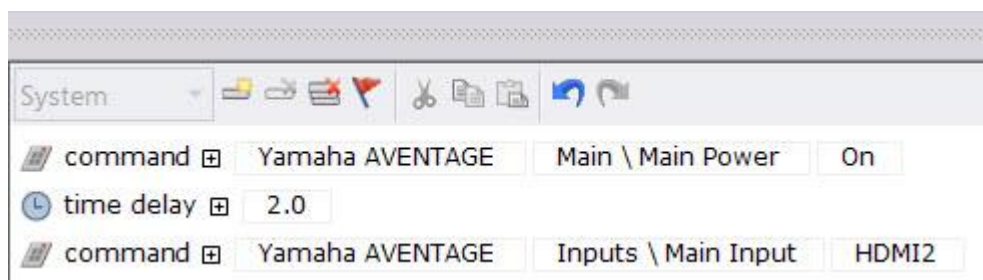 System
command Yamaha AVENTAGE Main \ Main Power On
time delay 2.0
command Yamaha AVENTAGE Inputs \ Main Input HDMI2